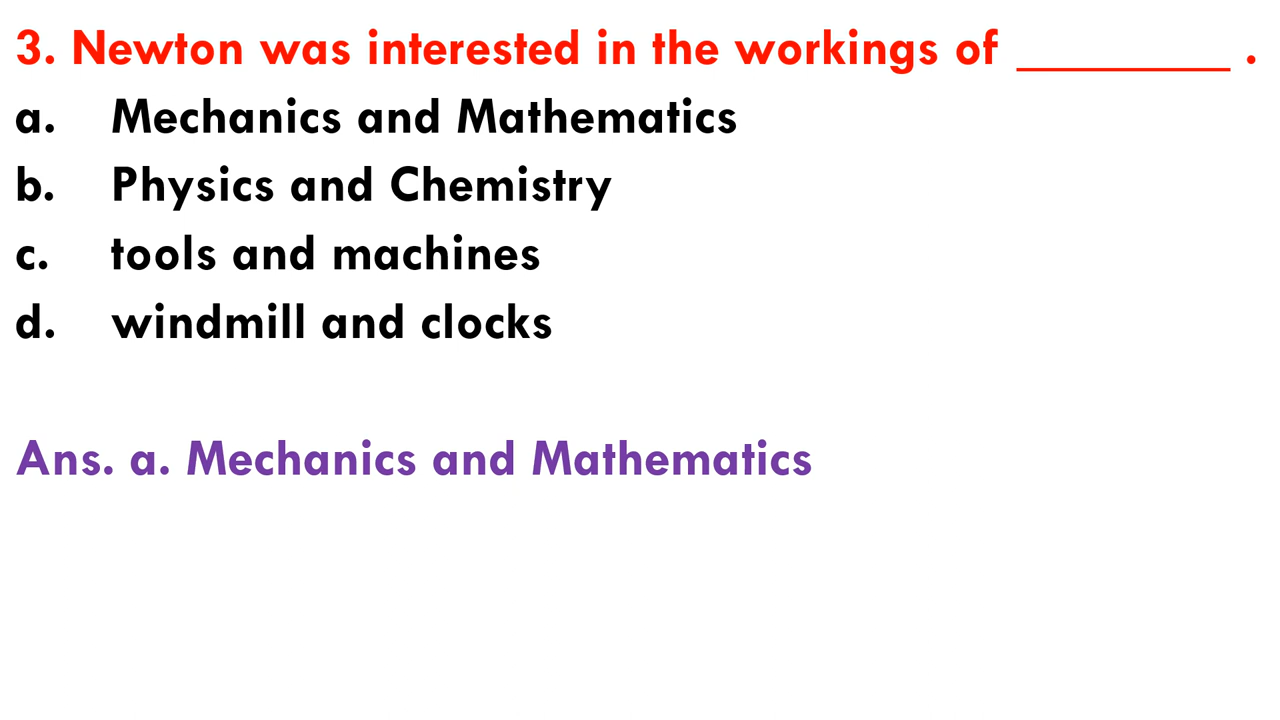 3. Newton was interested in the workings of ________ .
a. Mechanics and Mathematics
b. Physics and Chemistry
c. tools and machines
d. windmill and clocks
Ans. a. Mechanics and Mathematics